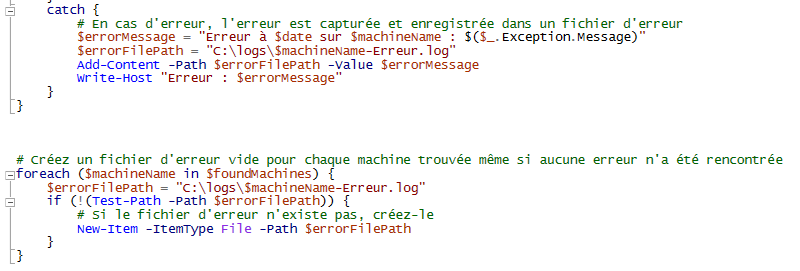 catch {
# En cas d'erreur, l'erreur est capturée et enregistrée dans un fichier d'erreur
$errorMessage = "Erreur à $date sur $machineName : $($_.Exception.Message)"
$errorFilePath = "C:\logs\$machineName-Erreur.log"
Add-Content -Path $errorFilePath -Value $errorMessage
Write-Host "Erreur : $errorMessage"
}
}
# Créez un fichier d'erreur vide pour chaque machine trouvée même si aucune erreur n'a été rencontrée
foreach ($machineName in $foundMachines) {
$errorFilePath = "C:\logs\$machineName-Erreur.log"
if (!(Test-Path -Path $errorFilePath)) {
# Si le fichier d'erreur n'existe pas, créez-le
New-Item -ItemType File -Path $errorFilePath
}
}